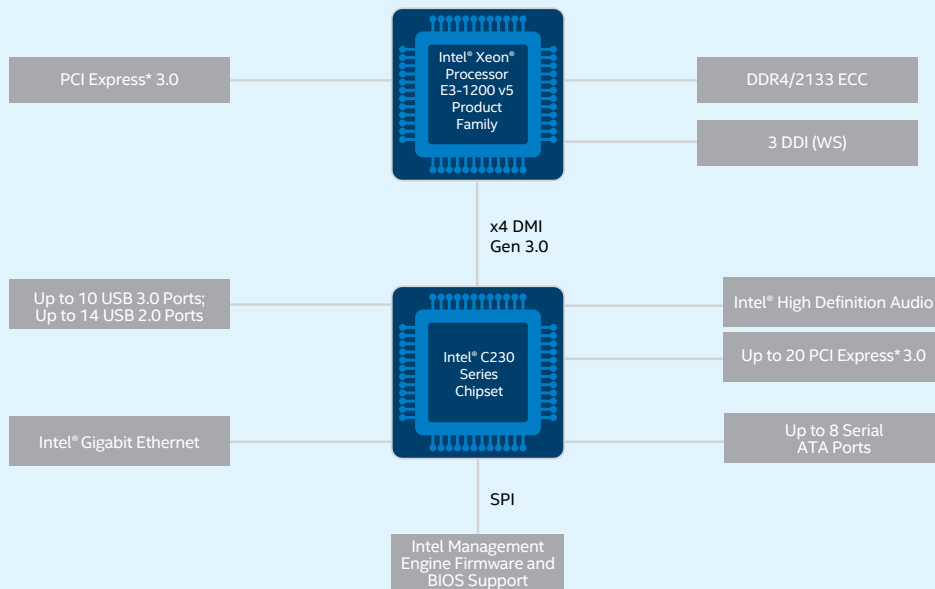 PCI Express* 3.0
Intel® Xeon®
Processor
E3-1200 v5
Product
Family
DDR4/2133 ECC
3 DDI (WS)
x4 DMI
Gen 3.0
Up to 10 USB 3.0 Ports;
Up to 14 USB 2.0 Ports
Intel® High Definition Audio
Intel® C230
Series
Chipset
Up to 20 PCI Express* 3.0
Intel® Gigabit Ethernet
Up to 8 Serial
ATA Ports
SPI
Intel Management
Engine Firmware and
BIOS Support